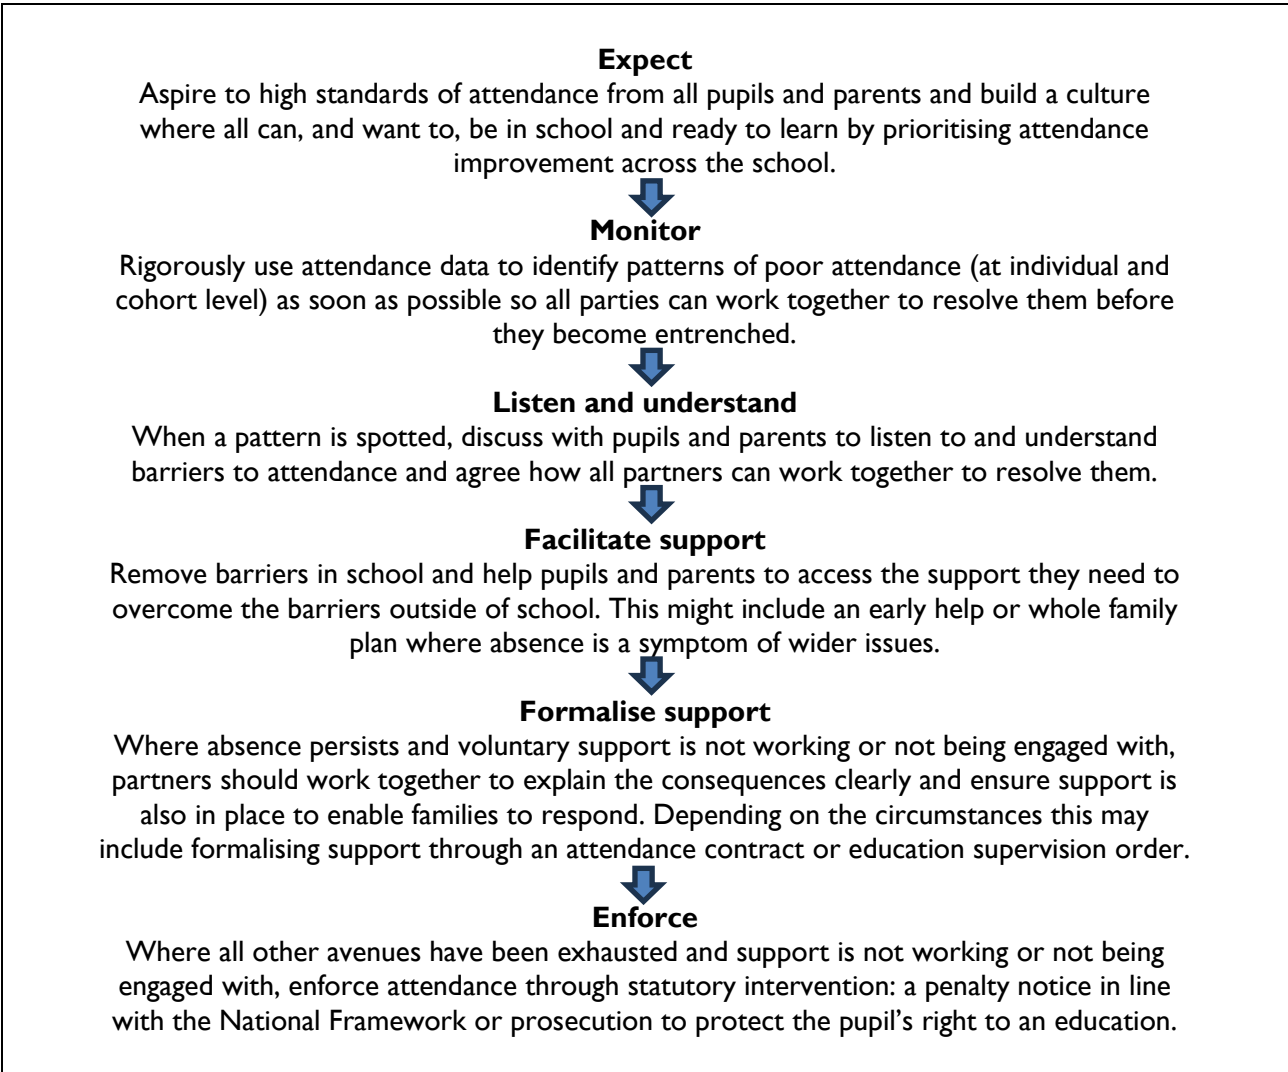 Expect
Aspire to high standards of attendance from all pupils and parents and build a culture
where all can, and want to, be in school and ready to learn by prioritising attendance
improvement across the school.
Monitor
Rigorously use attendance data to identify patterns of poor attendance (at individual and
cohort level) as soon as possible so all parties can work together to resolve them before
they become entrenched.
Listen and understand
When a pattern is spotted, discuss with pupils and parents to listen to and understand
barriers to attendance and agree how all partners can work together to resolve them.
Facilitate support
Remove barriers in school and help pupils and parents to access the support they need to
overcome the barriers outside of school. This might include an early help or whole family
plan where absence is a symptom of wider issues.
Formalise support
Where absence persists and voluntary support is not working or not being engaged with,
partners should work together to explain the consequences clearly and ensure support is
also in place to enable families to respond. Depending on the circumstances this may
include formalising support through an attendance contract or education supervision order.
Enforce
Where all other avenues have been exhausted and support is not working or not being
engaged with, enforce attendance through statutory intervention: a penalty notice in line
with the National Framework or prosecution to protect the pupil’s right to an education.